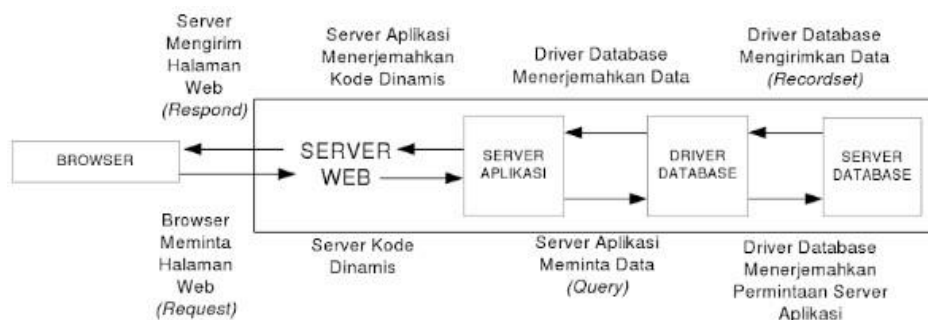 Server
Mengirim
Halaman
Web
(Respond)
Server Aplikasi
Menerjemahkan
Kode Dinamis
Driver Database
Menerjemahkan Data
Driver Database
Mengirimkan Data
(Recordset)
BROWSER
SERVER
WEB
SERVER
APLIKASI
DRIVER
DATABASE
SERVER
DATABASE
Browser
Meminta
Halaman
Web
(Request)
Server Kode
Dinamis
Server Aplikasi
Meminta Data
(Query)
Driver Database
Menerjemahkan
Permintaan Server
Aplikasi